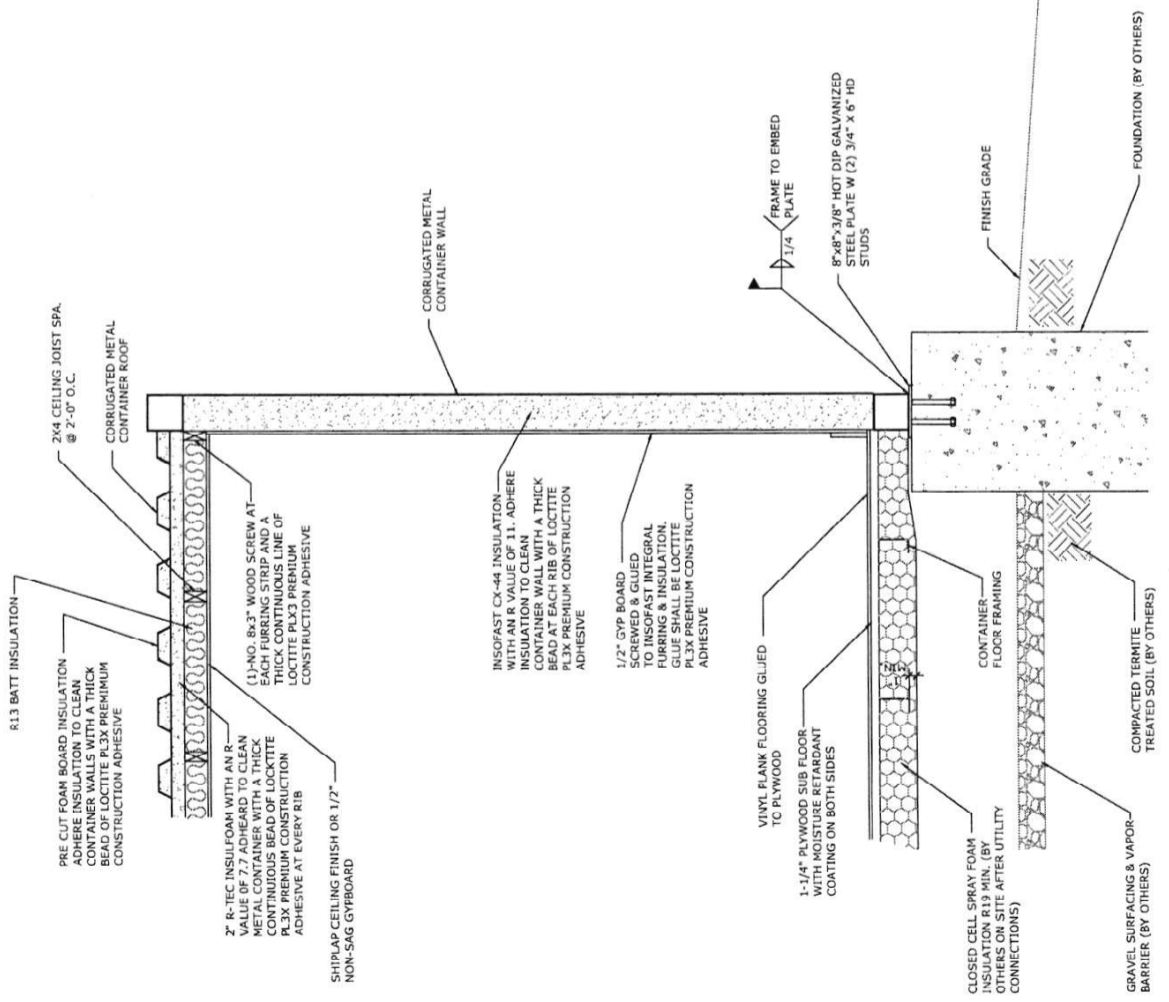 R13 BATT INSULATION
PRE CUT FOAM BOARD INSULATION
ADHERE INSULATION TO CLEAN
CONTAINER WALLS WITH A THICK
BEAD OF LOCTITE PL3X PREMIMUM
CONSTRUCTION ADHESIVE
2X4 CEILING JOIST SPA.
@ 2'-0" O.C.
CORRUGATED METAL
CONTAINER ROOF
2" R-TEC INSULFOAM WITH AN R
VALUE OF 7.7 ADHEARD TO CLEAN
METAL CONTAINER WITH A THICK
CONTINUIOUS BEAD OF LOCKTITE
PL3X PREMIUM CONSTRUCTION
ADHESIVE AT EVERY RIB
(1)-NO. 8x3" WOOD SCREW AT
EACH FURRING STRIP AND A
THICK CONTINUOUS LINE OF
LOCTITE PLX3 PREMIUM
CONSTRUCTION ADHESIVE
SHIPLAP CEILING FINISH OR 1/2"
NON-SAG GYPBOARD
CORRUGATED METAL
CONTAINER WALL
INSOFAST CX-44 INSULATION
WITH AN R VALUE OF 11. ADHERE
INSULATION TO CLEAN
CONTAINER WALL WITH A THICK
BEAD AT EACH RIB OF LOCTITE
PL3X PREMIUM CONSTRUCTION
ADHESIVE
1/2" GYP BOARD
SCREWED & GLUED
TO INSOFAST INTEGRAL
FURRING & INSULATION.
GLUE SHALL BE LOCTITE
PL3X PREMIUM CONSTRUCTION
ADHESIVE
FRAME TO EMBED
PLATE
1/4
VINYL PLANK FLOORING GLUED
TO PLYWOOD
1-1/4" PLYWOOD SUB FLOOR
WITH MOISTURE RETARDANT
COATING ON BOTH SIDES
8"x8"x3/8" HOT DIP GALVANIZED
STEEL PLATE W (2) 3/4" X 6" HD
STUDS
1"
MIN.
FINISH GRADE
CONTAINER
FLOOR FRAMING
CLOSED CELL SPRAY FOAM
INSULATION R19 MIN. (BY
OTHERS ON SITE AFTER UTILITY
CONNECTIONS)
FOUNDATION (BY OTHERS)
COMPACTED TERMITE
TREATED SOIL (BY OTHERS)
GRAVEL SURFACING & VAPOR
BARRIER (BY OTHERS)